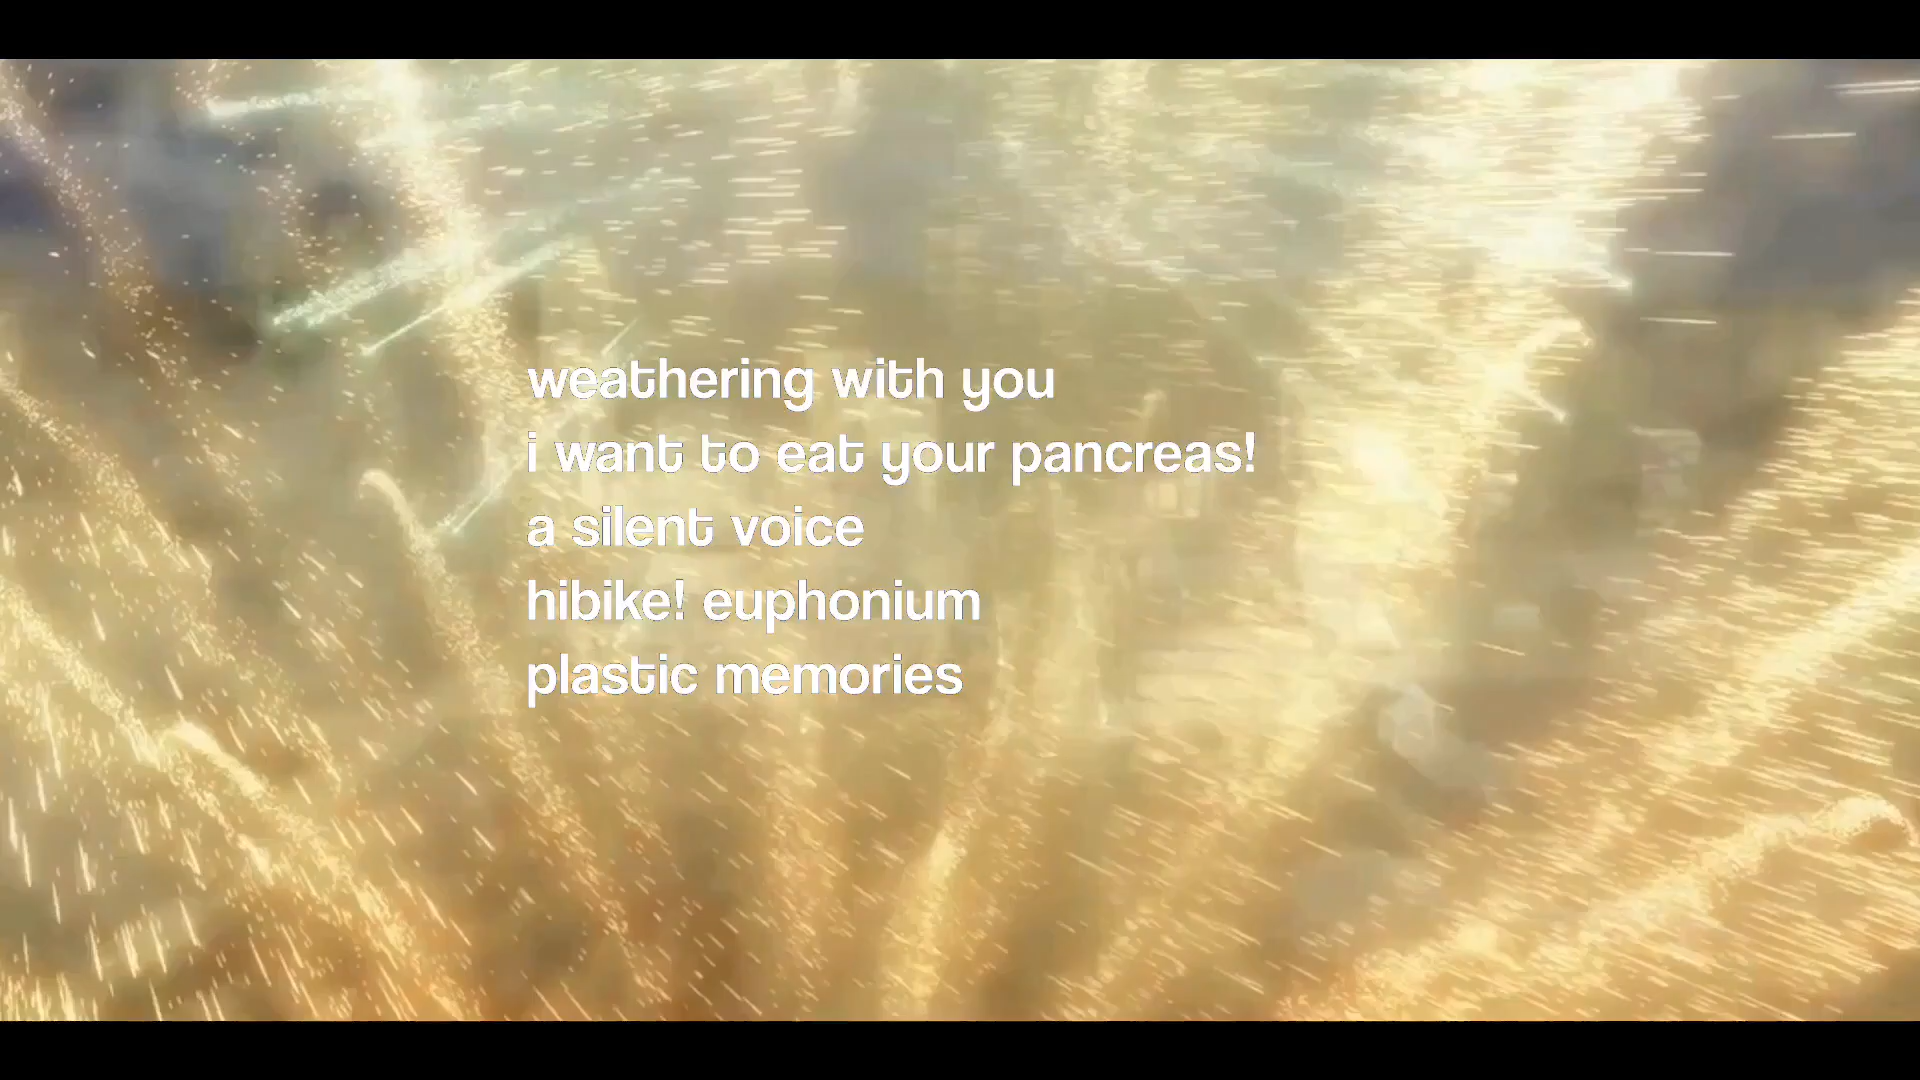 weathering with you
i want to eat your pancreas!
a silent voice
hibike! euphonium
plastic memories